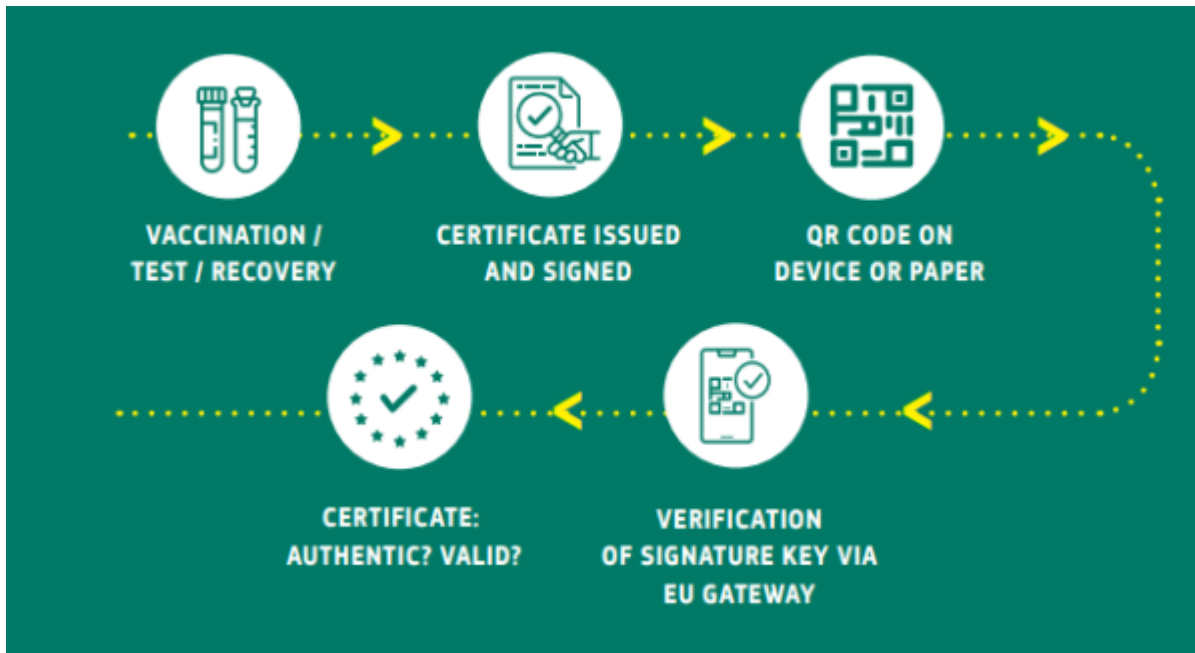 VACCINATION /
TEST / RECOVERY
CERTIFICATE ISSUED
AND SIGNED
QR CODE ON
DEVICE OR PAPER
VERIFICATION
OF SIGNATURE KEY VIA
EU GATEWAY
CERTIFICATE:
AUTHENTIC? VALID?